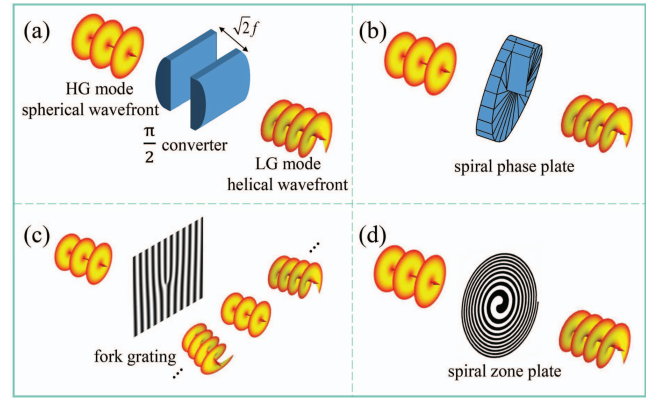 (a)
√2f
HG mode
spherical wavefront
π/2 converter
LG mode
helical wavefront
(b)
spiral phase plate
(c)
fork grating
(d)
spiral zone plate